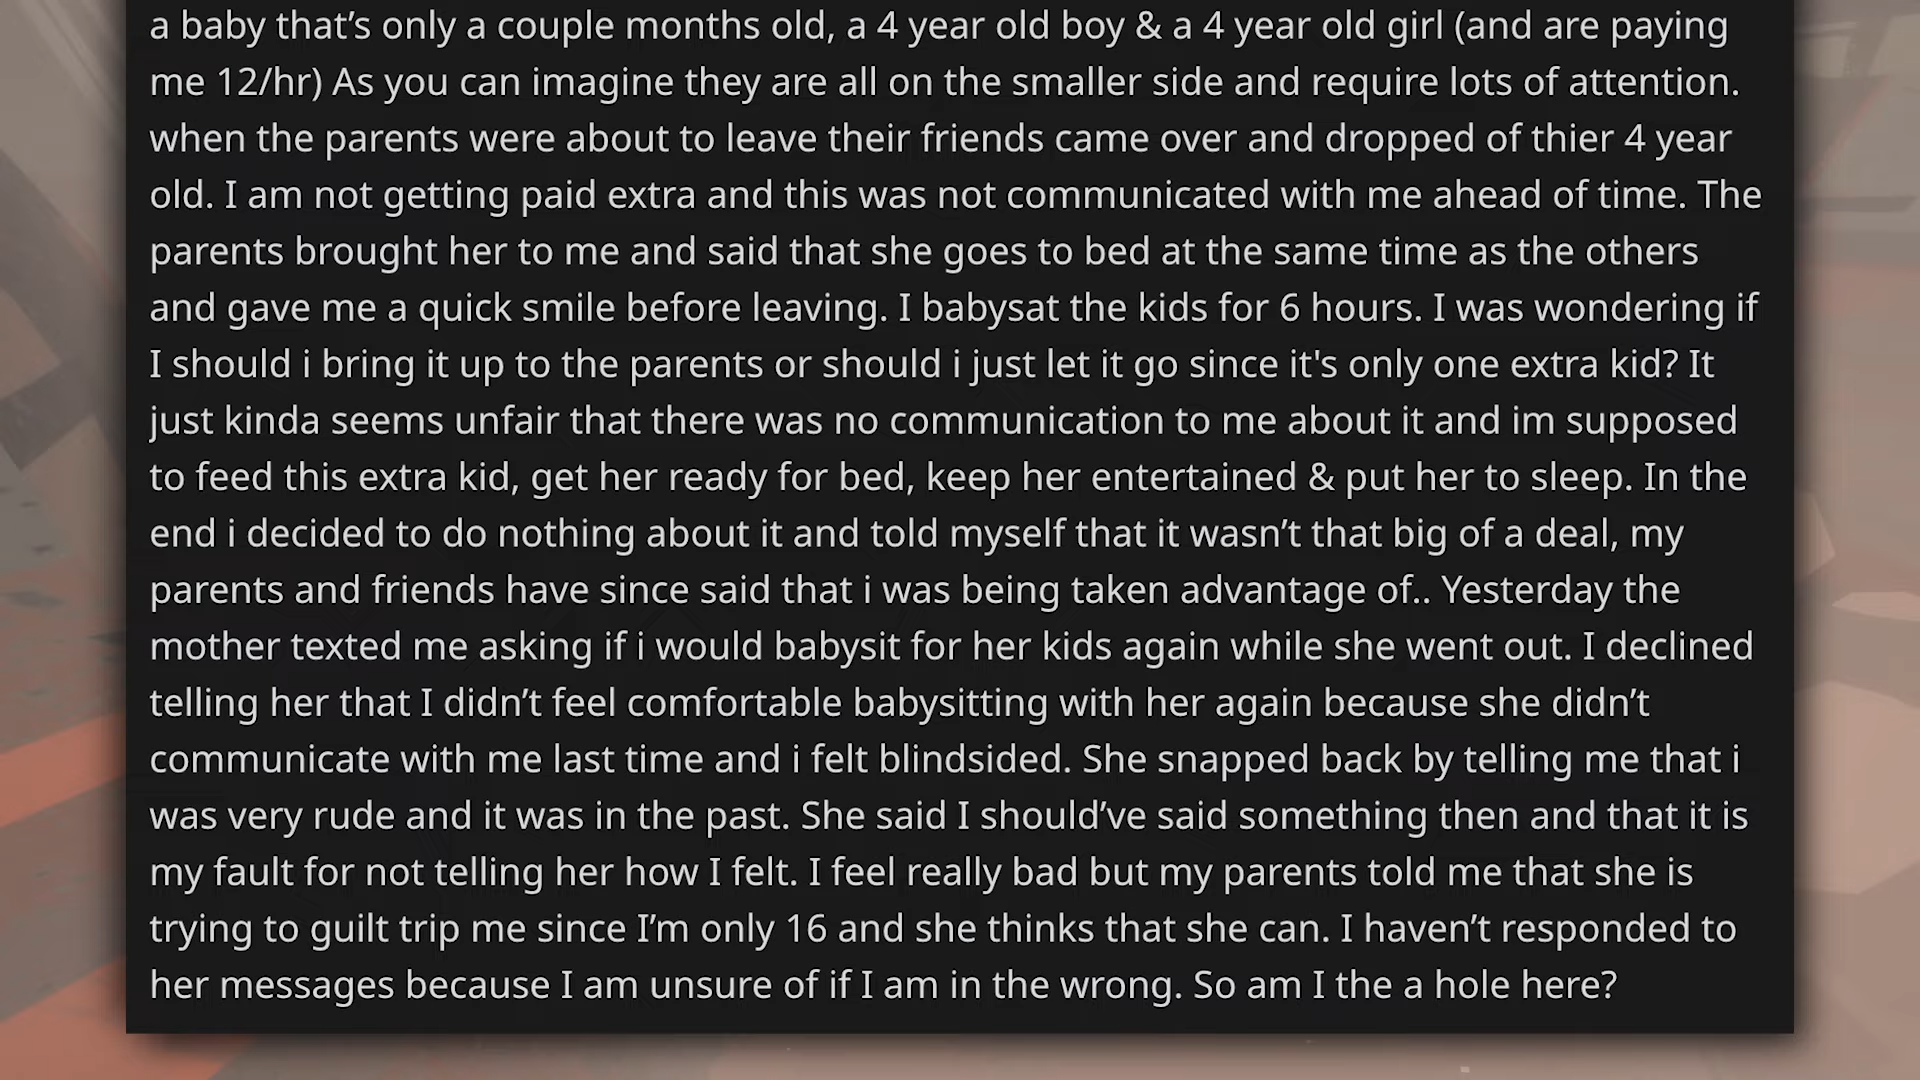 a baby that’s only a couple months old, a 4 year old boy & a 4 year old girl (and are paying
me 12/hr) As you can imagine they are all on the smaller side and require lots of attention.
when the parents were about to leave their friends came over and dropped of thier 4 year
old. I am not getting paid extra and this was not communicated with me ahead of time. The
parents brought her to me and said that she goes to bed at the same time as the others
and gave me a quick smile before leaving. I babysat the kids for 6 hours. I was wondering if
I should i bring it up to the parents or should i just let it go since it's only one extra kid? It
just kinda seems unfair that there was no communication to me about it and im supposed
to feed this extra kid, get her ready for bed, keep her entertained & put her to sleep. In the
end i decided to do nothing about it and told myself that it wasn’t that big of a deal, my
parents and friends have since said that i was being taken advantage of.. Yesterday the
mother texted me asking if i would babysit for her kids again while she went out. I declined
telling her that I didn’t feel comfortable babysitting with her again because she didn’t
communicate with me last time and i felt blindsided. She snapped back by telling me that i
was very rude and it was in the past. She said I should’ve said something then and that it is
my fault for not telling her how I felt. I feel really bad but my parents told me that she is
trying to guilt trip me since I’m only 16 and she thinks that she can. I haven’t responded to
her messages because I am unsure of if I am in the wrong. So am I the a hole here?